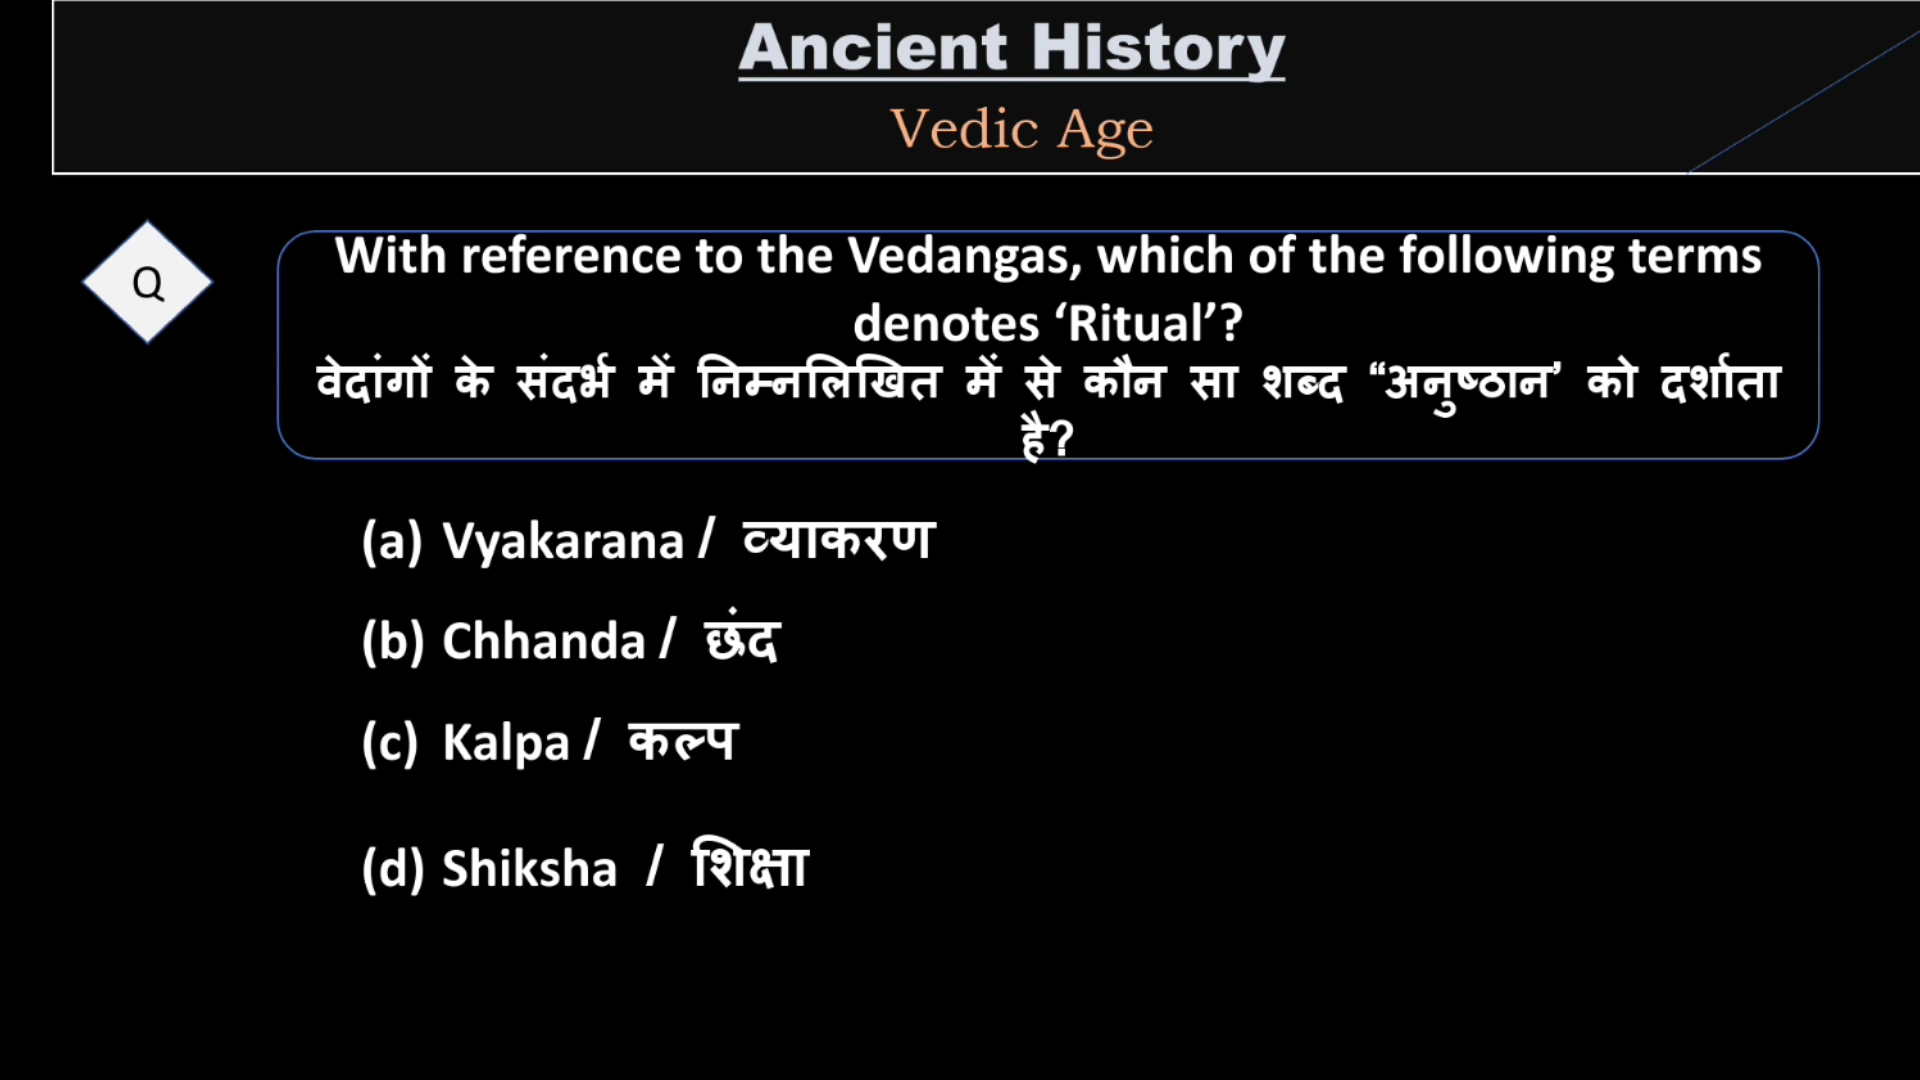 Ancient History
Vedic Age
Q
With reference to the Vedangas, which of the following terms
denotes ‘Ritual’?
वेदांगों के संदर्भ में निम्नलिखित में से कौन सा शब्द “अनुष्ठान’ को दर्शाता
है?
(a) Vyakarana / व्याकरण
(b) Chhanda / छंद
(c) Kalpa / कल्प
(d) Shiksha / शिक्षा